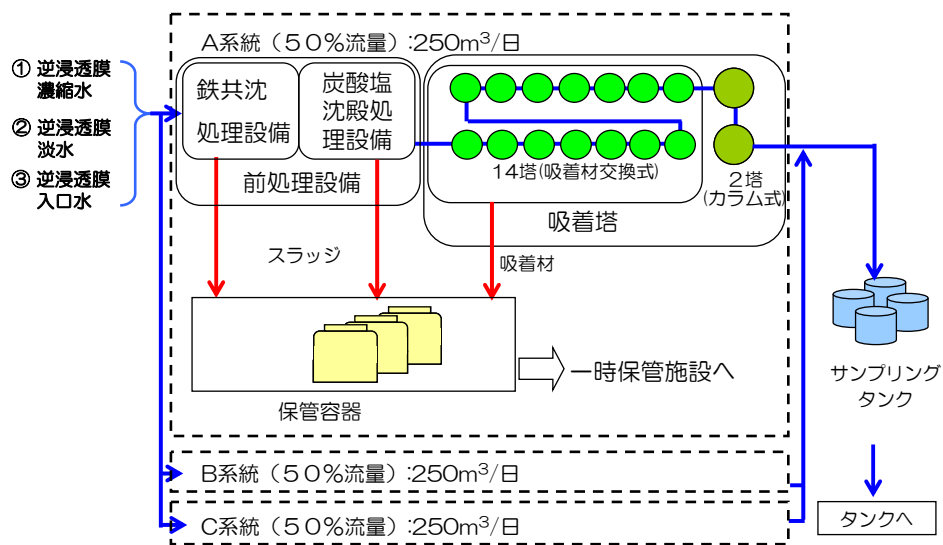 A系統（５０％流量）:250m³/日
① 逆浸透膜
濃縮水
② 逆浸透膜
淡水
③ 逆浸透膜
入口水
鉄共沈
処理設備
炭酸塩
沈殿処
理設備
前処理設備
14塔(吸着材交換式)
2塔
(カラム式)
吸着塔
スラッジ
吸着材
保管容器
一時保管施設へ
サンプリング
タンク
B系統（５０％流量）:250m³/日
C系統（５０％流量）:250m³/日
タンクへ